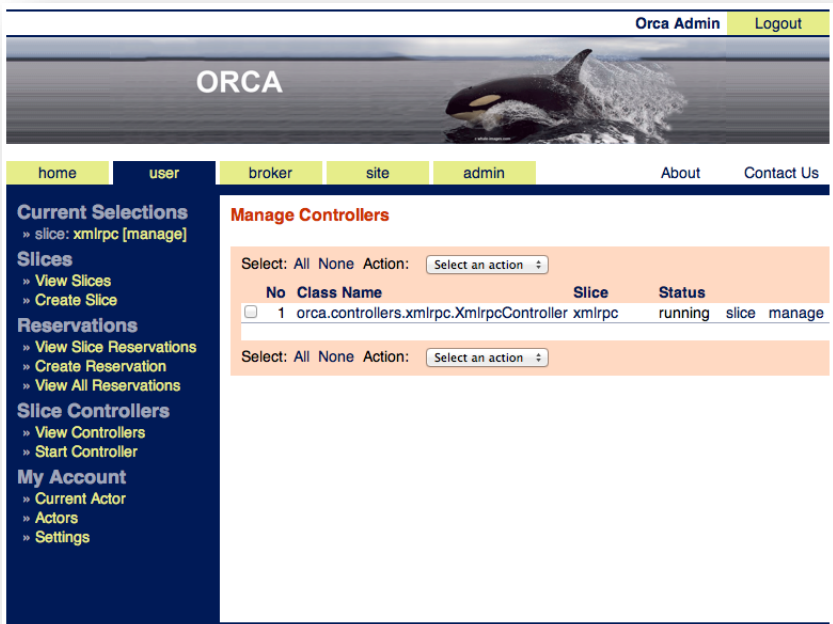 Orca Admin Logout
ORCA
home user broker site admin About Contact Us
Current Selections
» slice: xmlrpc [manage]
Slices
» View Slices
» Create Slice
Reservations
» View Slice Reservations
» Create Reservation
» View All Reservations
Slice Controllers
» View Controllers
» Start Controller
My Account
» Current Actor
» Actors
» Settings
Manage Controllers
Select: All None Action: Select an action
No Class Name Slice Status
1 orca.controllers.xmlrpc.XmlrpcController xmlrpc running slice manage
Select: All None Action: Select an action